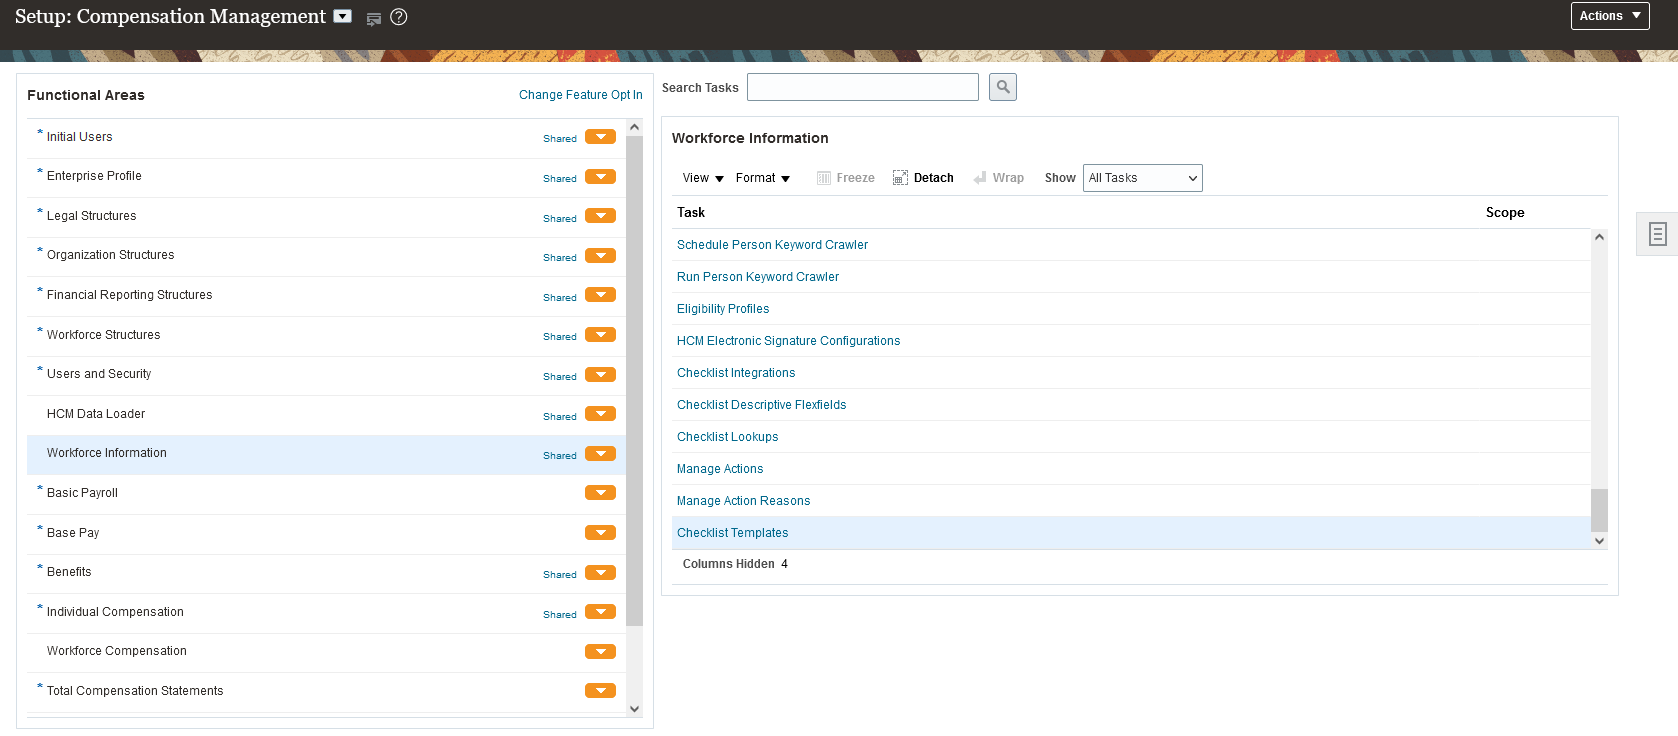 Setup: Compensation Management
Actions
Functional Areas
Change Feature Opt In
* Initial Users Shared
* Enterprise Profile Shared
* Legal Structures Shared
* Organization Structures Shared
* Financial Reporting Structures Shared
* Workforce Structures Shared
* Users and Security Shared
HCM Data Loader Shared
Workforce Information Shared
* Basic Payroll
* Base Pay
* Benefits Shared
* Individual Compensation Shared
Workforce Compensation
* Total Compensation Statements
Search Tasks
Workforce Information
View Format Freeze Detach Wrap Show All Tasks
Task Scope
Schedule Person Keyword Crawler
Run Person Keyword Crawler
Eligibility Profiles
HCM Electronic Signature Configurations
Checklist Integrations
Checklist Descriptive Flexfields
Checklist Lookups
Manage Actions
Manage Action Reasons
Checklist Templates
Columns Hidden 4